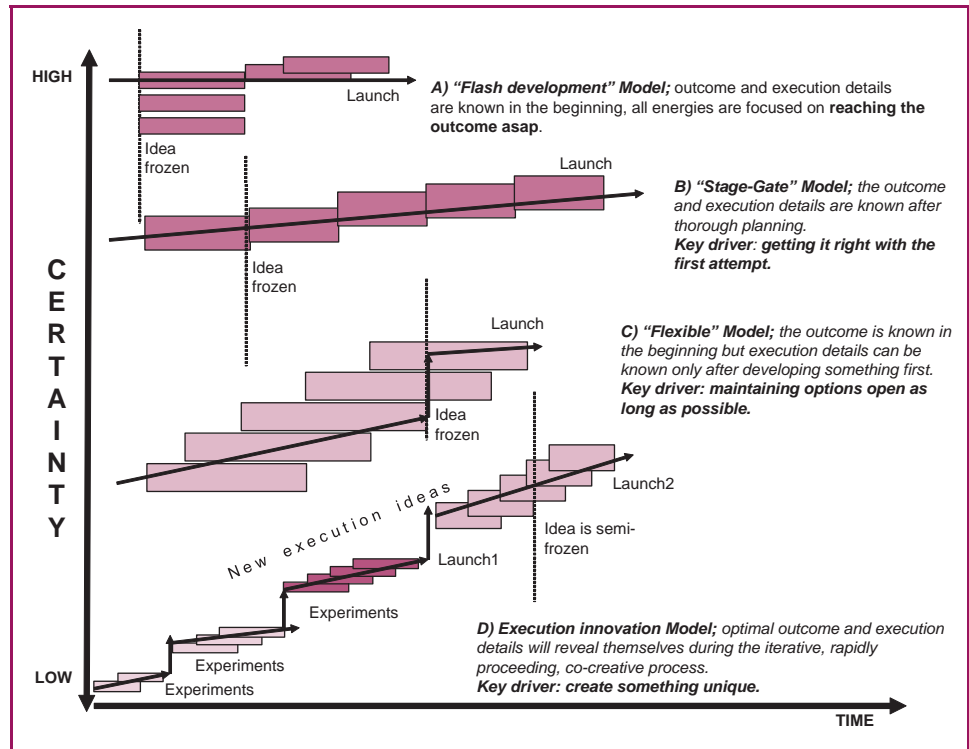 HIGH
Launch
A) “Flash development” Model; outcome and execution details
are known in the beginning, all energies are focused on reaching the
outcome asap.
Idea
frozen
Launch
B) “Stage-Gate” Model; the outcome
and execution details are known after
thorough planning.
Key driver: getting it right with the
first attempt.
Idea
frozen
CERTAINTY
Launch
C) “Flexible” Model; the outcome is known in
the beginning but execution details can be
known only after developing something first.
Key driver: maintaining options open as
long as possible.
Idea
frozen
New execution ideas
Launch2
Idea is semi-
frozen
Launch1
Experiments
D) Execution innovation Model; optimal outcome and execution
details will reveal themselves during the iterative, rapidly
proceeding, co-creative process.
Key driver: create something unique.
Experiments
Experiments
LOW
TIME